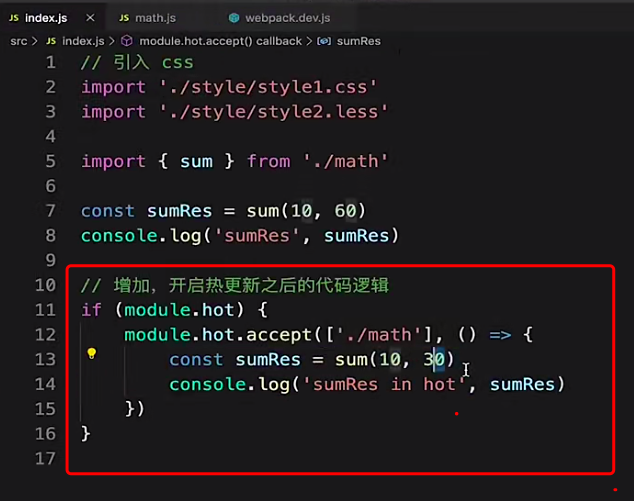 JS index.js × JS math.js webpack.dev.js
src > JS index.js > module.hot.accept() callback > sumRes
1 // 引入 css
2 import './style/style1.css'
3 import './style/style2.less'
4
5 import { sum } from './math'
6
7 const sumRes = sum(10, 60)
8 console.log('sumRes', sumRes)
9
10 // 增加，开启热更新之后的代码逻辑
11 if (module.hot) {
12 module.hot.accept(['./math'], () => {
13 const sumRes = sum(10, 30)
14 console.log('sumRes in hot', sumRes)
15 })
16 }
17